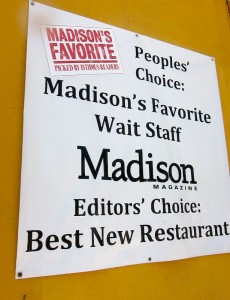 MADISON'S
FAVORITE
PICKED BY ISTHMUS READERS
Peoples'
Choice:
Madison's Favorite
Wait Staff
Madison
MAGAZINE
Editors' Choice:
Best New Restaurant